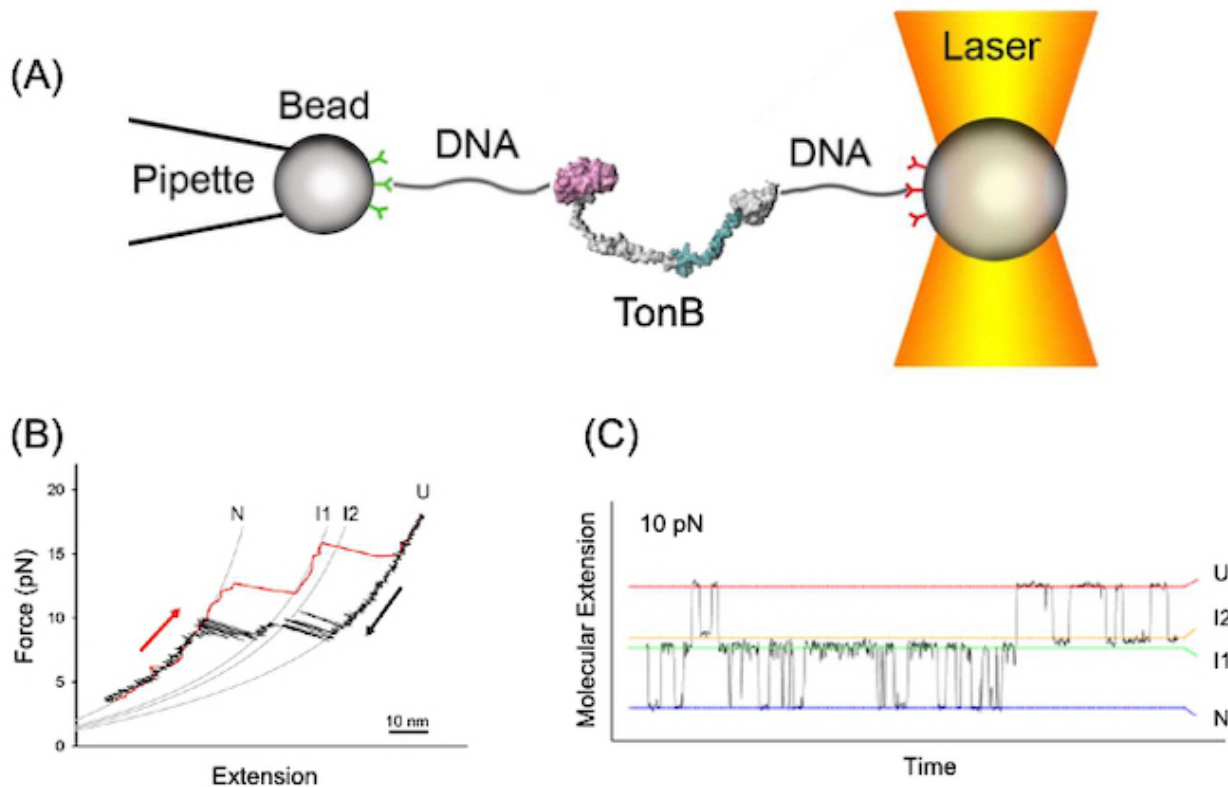 (A)
Bead
Pipette
DNA
TonB
DNA
Laser
(B)
Force (pN)
20
15
10
5
0
N
I1
I2
U
10 nm
Extension
(C)
10 pN
Molecular Extension
U
I2
I1
N
Time